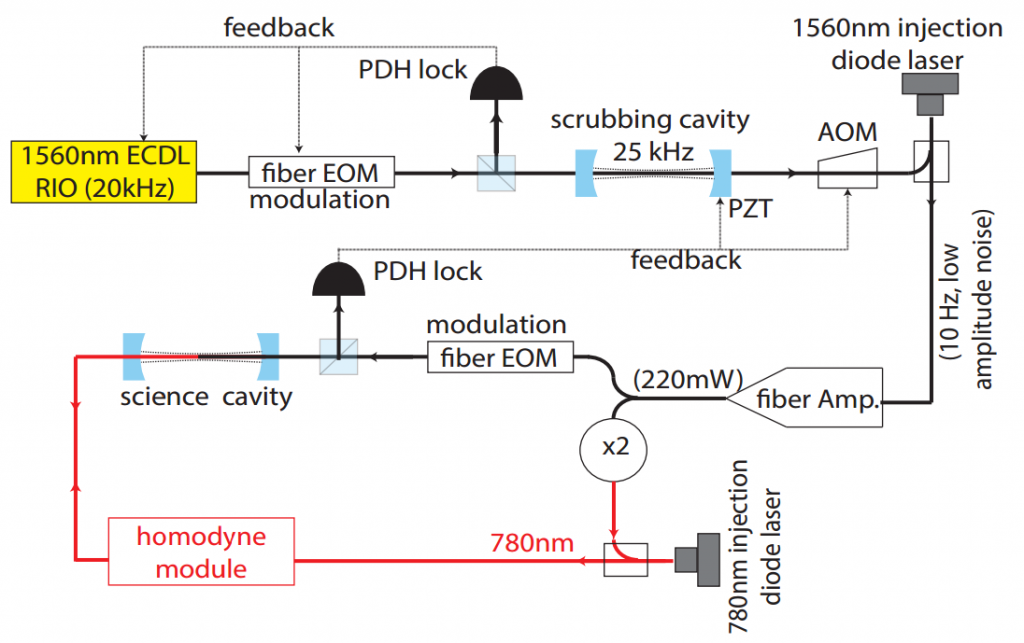 feedback
1560nm injection
diode laser
PDH lock
scrubbing cavity
25 kHz
AOM
1560nm ECDL
RIO (20kHz)
fiber EOM
modulation
PZT
feedback
PDH lock
(10 Hz, low
amplitude noise)
modulation
fiber EOM
science cavity
(220mW)
fiber Amp.
x2
780nm injection
diode laser
780nm
homodyne
module